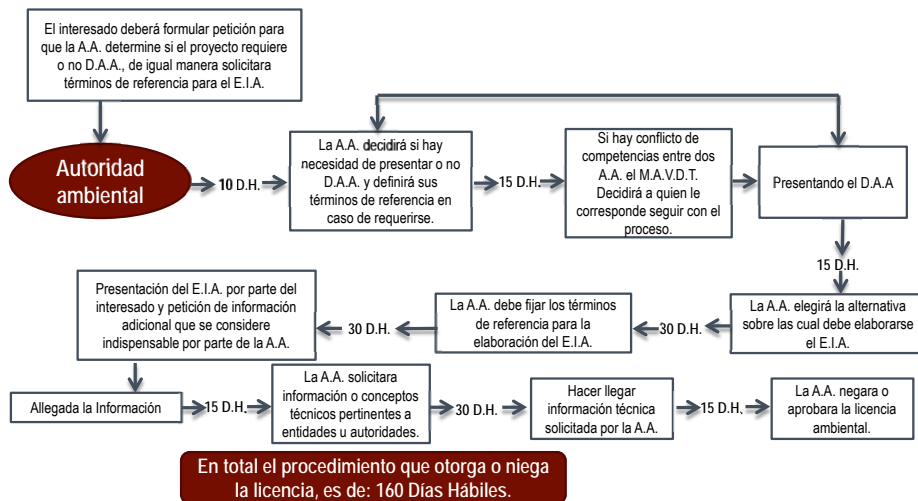 El interesado deberá formular petición para
que la A.A. determine si el proyecto requiere
o no D.A.A., de igual manera solicitara
términos de referencia para el E.I.A.
Autoridad
ambiental
10 D.H.
La A.A. decidirá si hay
necesidad de presentar o no
D.A.A. y definirá sus
términos de referencia en
caso de requerirse.
15 D.H.
Si hay conflicto de
competencias entre dos
A.A. el M.A.V.D.T.
Decidirá a quien le
corresponde seguir con el
proceso.
Presentando el D.A.A
15 D.H.
La A.A. elegirá la alternativa
sobre las cual debe elaborarse
el E.I.A.
30 D.H.
La A.A. debe fijar los términos
de referencia para la
elaboración del E.I.A.
30 D.H.
Presentación del E.I.A. por parte del
interesado y petición de información
adicional que se considere
indispensable por parte de la A.A.
Allegada la Información
15 D.H.
La A.A. solicitara
información o conceptos
técnicos pertinentes a
entidades u autoridades.
30 D.H.
Hacer llegar
información técnica
solicitada por la A.A.
15 D.H.
La A.A. negara o
aprobara la licencia
ambiental.
En total el procedimiento que otorga o niega
la licencia, es de: 160 Días Hábiles.